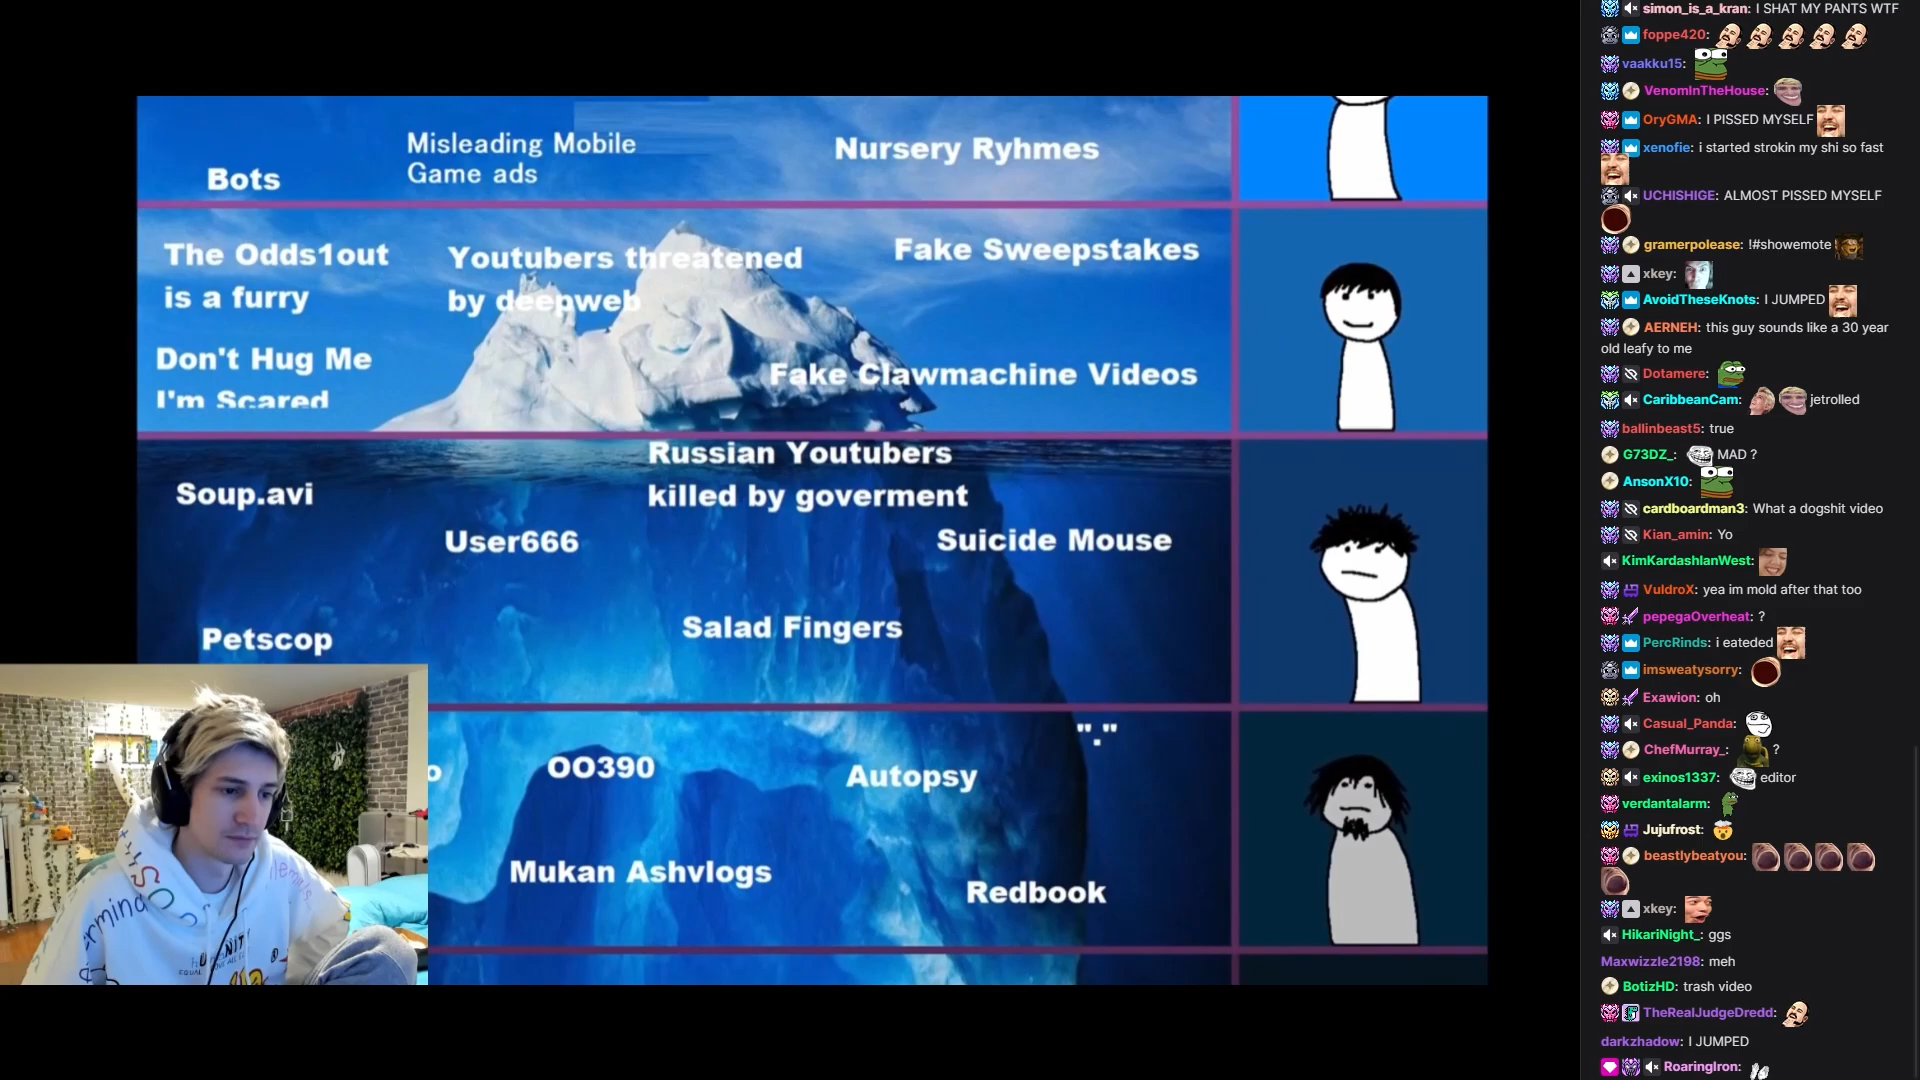 Misleading Mobile
Game ads
Nursery Ryhmes
Bots
The Odds1out
is a furry
Youtubers threatened
by deepweb
Fake Sweepstakes
Don't Hug Me
I'm Scared
Fake Clawmachine Videos
Russian Youtubers
killed by goverment
Soup.avi
User666
Suicide Mouse
Salad Fingers
Petscop
"."
OO390
Autopsy
Mukan Ashvlogs
Redbook
simon_is_a_kran: I SHAT MY PANTS WTF
foppe420:
vaakku15:
VenomInTheHouse:
OryGMA: I PISSED MYSELF
xenofie: i started strokin my shi so fast
UCHISHIGE: ALMOST PISSED MYSELF
gramerpolease: !#showemote
xkey:
AvoidTheseKnots: I JUMPED
AERNEH: this guy sounds like a 30 year
old leafy to me
Dotamere:
CaribbeanCam: jetrolled
ballinbeast5: true
G73DZ_: MAD ?
AnsonX10:
cardboardman3: What a dogshit video
Kian_amin: Yo
KimKardashIanWest:
VuldroX: yea im mold after that too
pepegaOverheat: ?
PercRinds: i eateded
imsweatysorry:
Exawion: oh
Casual_Panda:
ChefMurray_: ?
exinos1337: editor
verdantalarm:
Jujufrost:
beastlybeatyou:
xkey:
HikariNight_: ggs
Maxwizzle2198: meh
BotizHD: trash video
TheRealJudgeDredd:
darkzhadow: I JUMPED
RoaringIron: